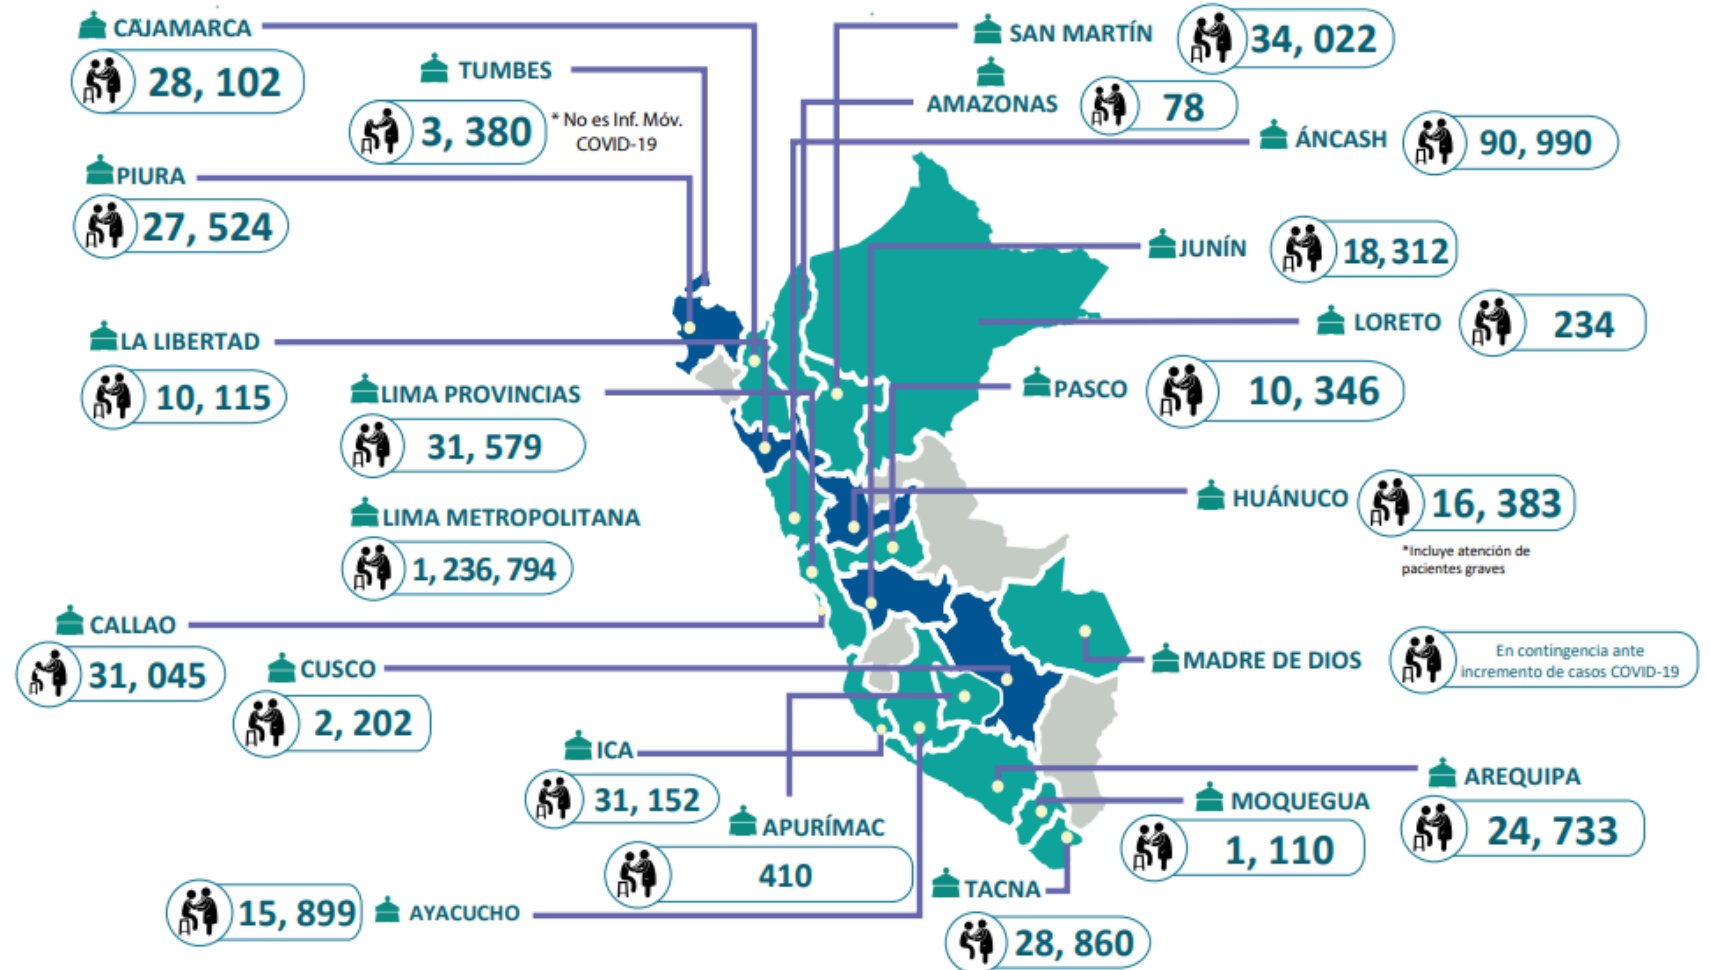 CAJAMARCA
28, 102
TUMBES
3, 380
* No es Inf. Móv.
COVID-19
PIURA
27, 524
SAN MARTÍN
34, 022
AMAZONAS
78
ÁNCASH
90, 990
JUNÍN
18, 312
LORETO
234
LA LIBERTAD
10, 115
LIMA PROVINCIAS
31, 579
PASCO
10, 346
LIMA METROPOLITANA
1, 236, 794
HUÁNUCO
16, 383
*Incluye atención de
pacientes graves
CALLAO
31, 045
CUSCO
2, 202
MADRE DE DIOS
En contingencia ante
incremento de casos COVID-19
ICA
31, 152
APURÍMAC
410
AREQUIPA
24, 733
MOQUEGUA
1, 110
TACNA
28, 860
15, 899
AYACUCHO